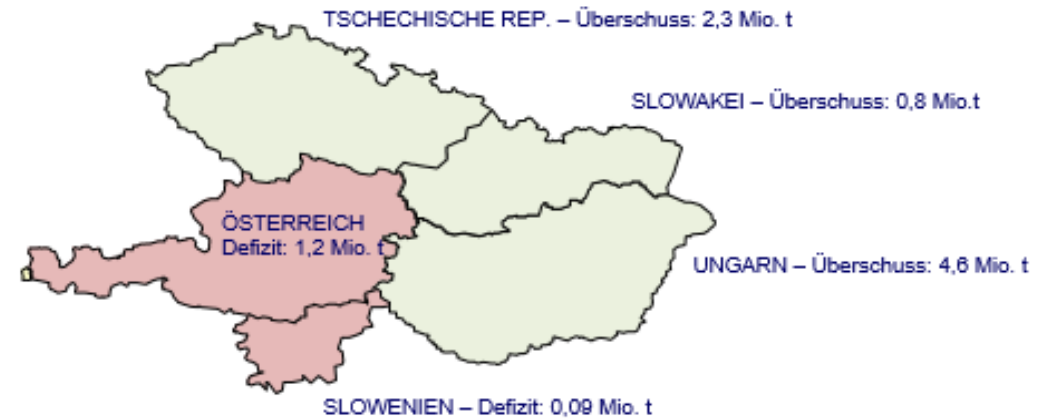 TSCHECHISCHE REP. – Überschuss: 2,3 Mio. t
SLOWAKEI – Überschuss: 0,8 Mio.t
ÖSTERREICH
Defizit: 1,2 Mio. t
UNGARN – Überschuss: 4,6 Mio. t
SLOWENIEN – Defizit: 0,09 Mio. t